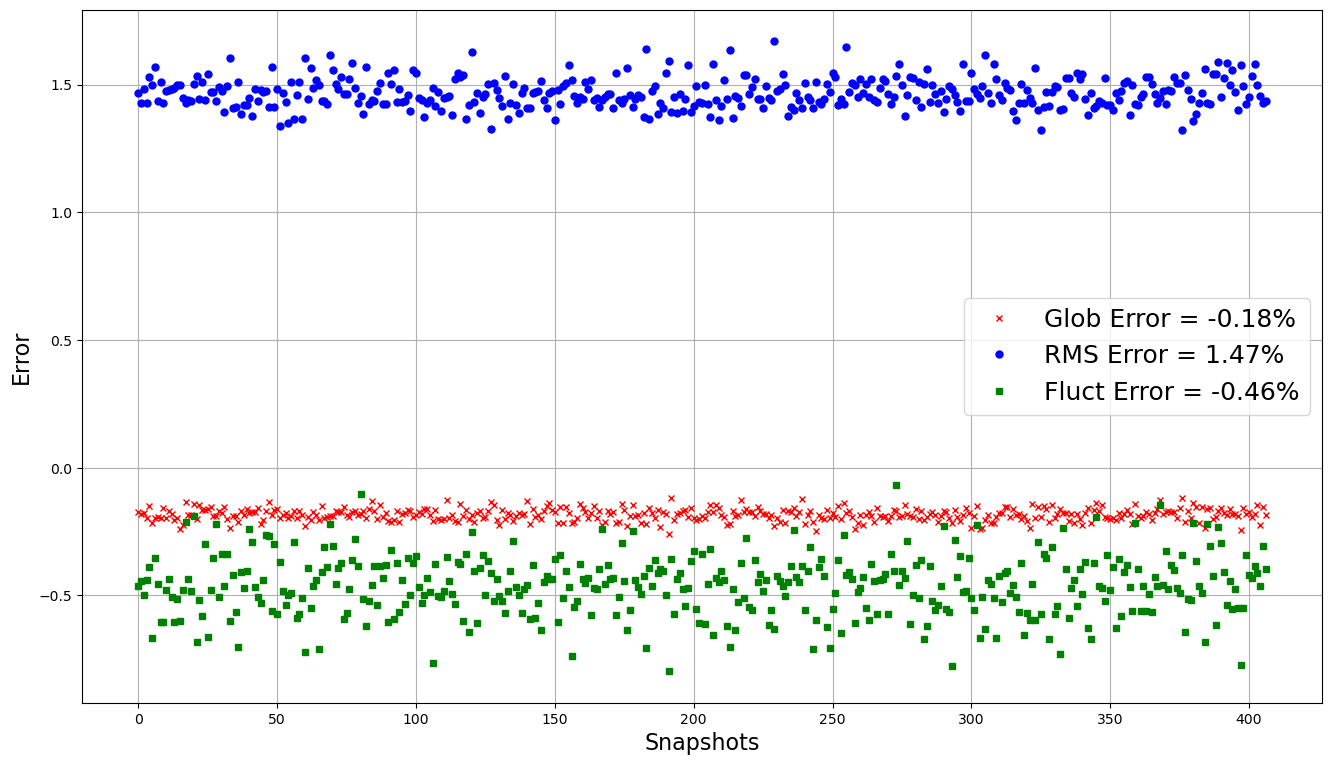 1.5
1.0
0.5
0.0
−0.5
Error
Glob Error = -0.18%
RMS Error = 1.47%
Fluct Error = -0.46%
0 50 100 150 200 250 300 350 400
Snapshots